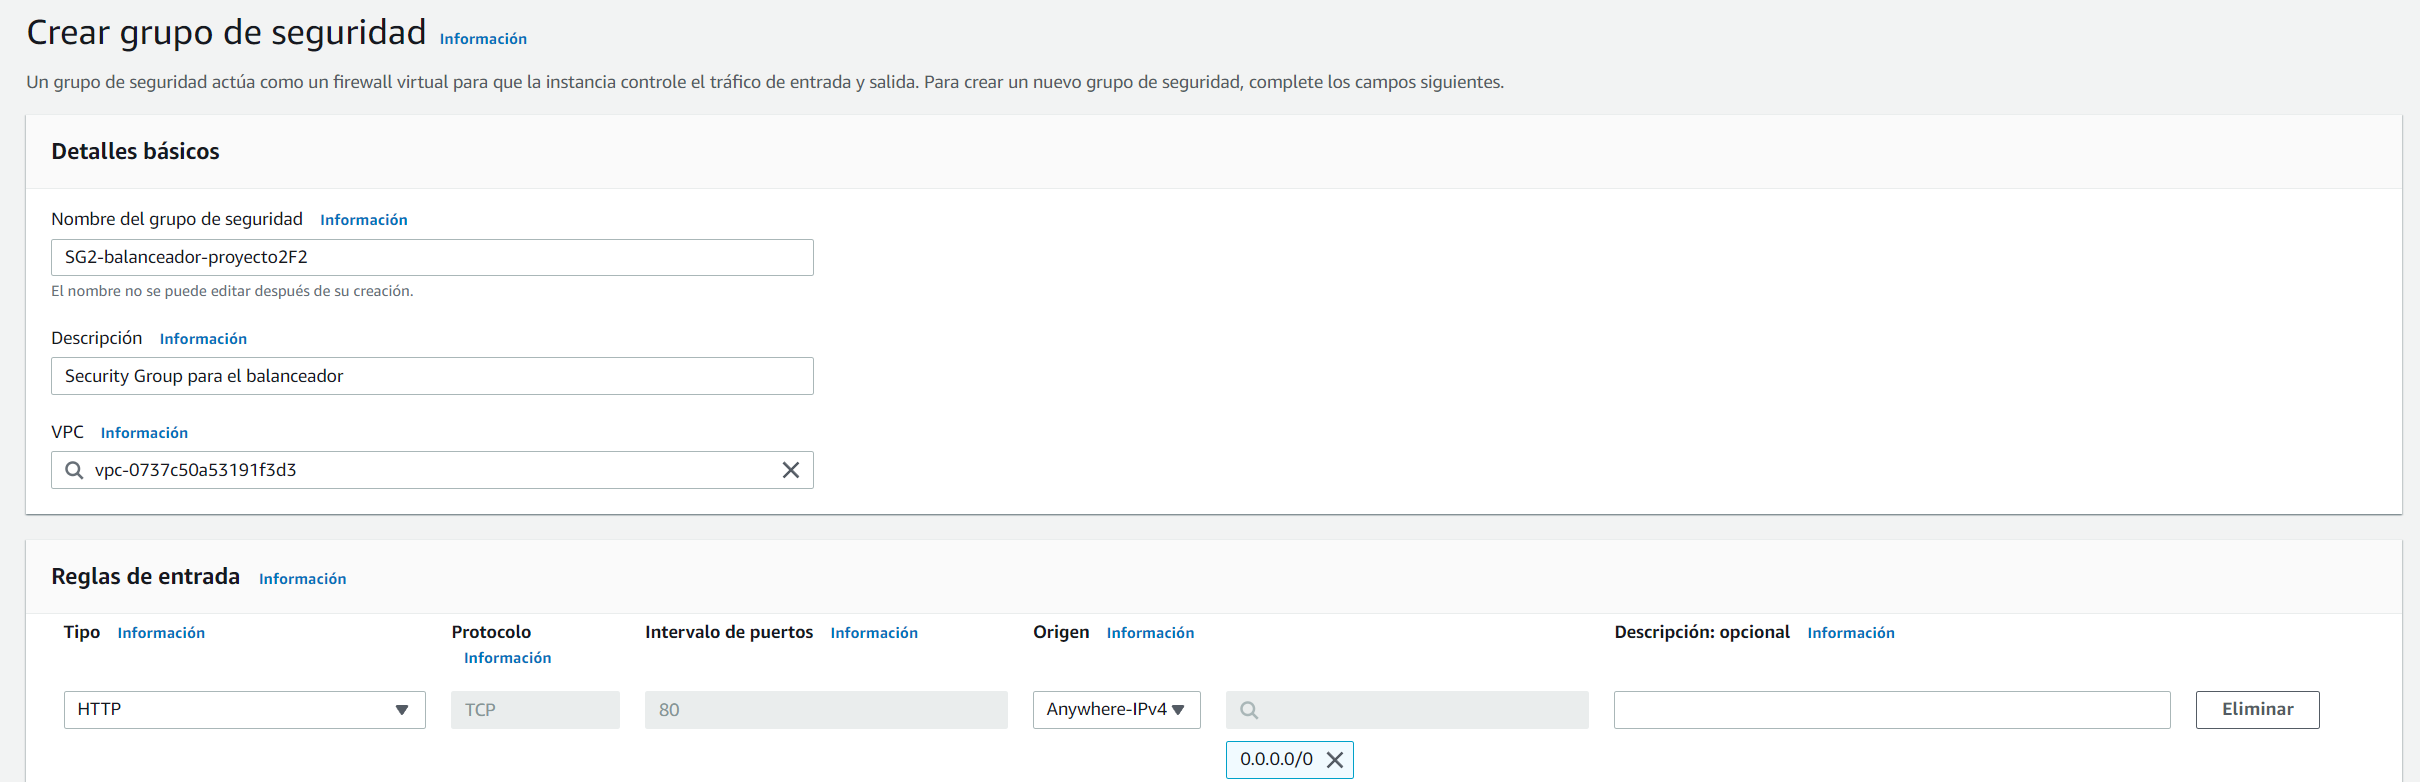 Crear grupo de seguridad Información
Un grupo de seguridad actúa como un firewall virtual para que la instancia controle el tráfico de entrada y salida. Para crear un nuevo grupo de seguridad, complete los campos siguientes.
Detalles básicos
Nombre del grupo de seguridad Información
SG2-balanceador-proyecto2F2
El nombre no se puede editar después de su creación.
Descripción Información
Security Group para el balanceador
VPC Información
vpc-0737c50a53191f3d3
Reglas de entrada Información
Tipo Información Protocolo Intervalo de puertos Información Origen Información Descripción: opcional Información
Información
HTTP TCP 80 Anywhere-IPv4 Eliminar
0.0.0.0/0